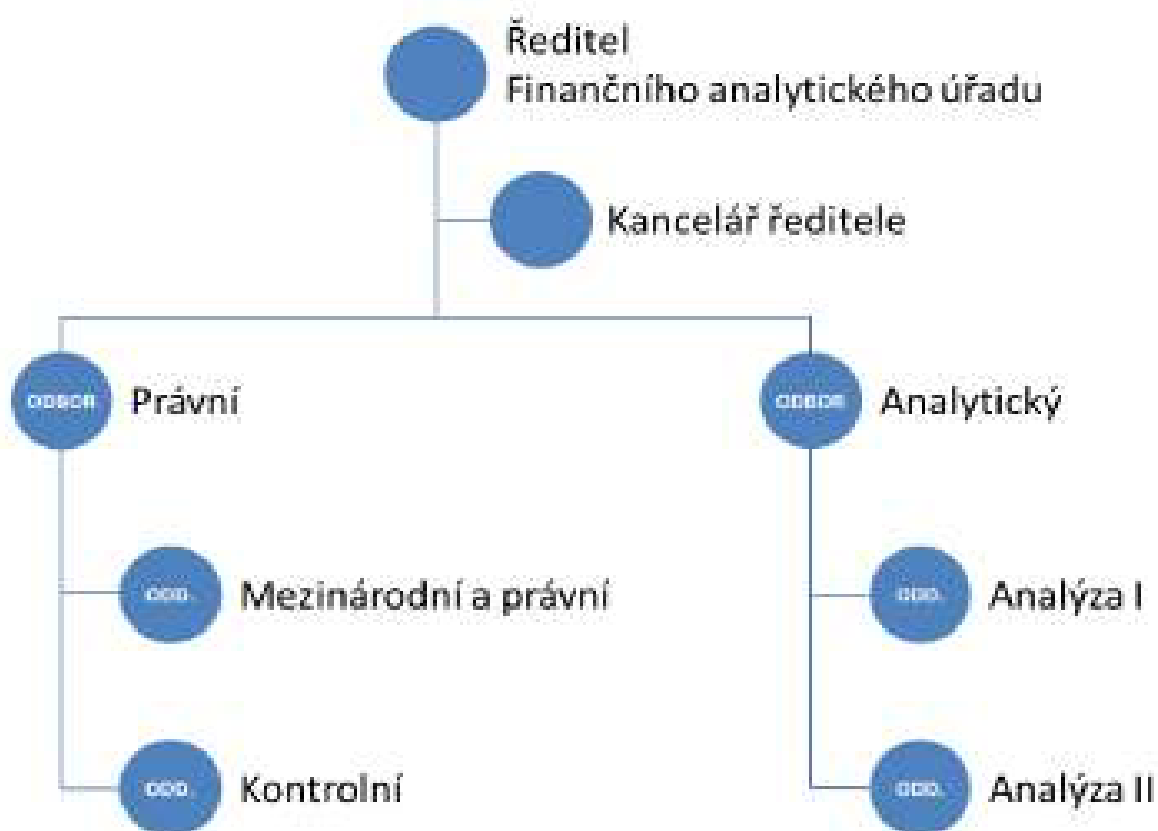 Ředitel
Finančního analytického úřadu
Kancelář ředitele
ODBOR Právní
ODBOR Analytický
ODD. Mezinárodní a právní
ODD. Analýza I
ODD. Kontrolní
ODD. Analýza II